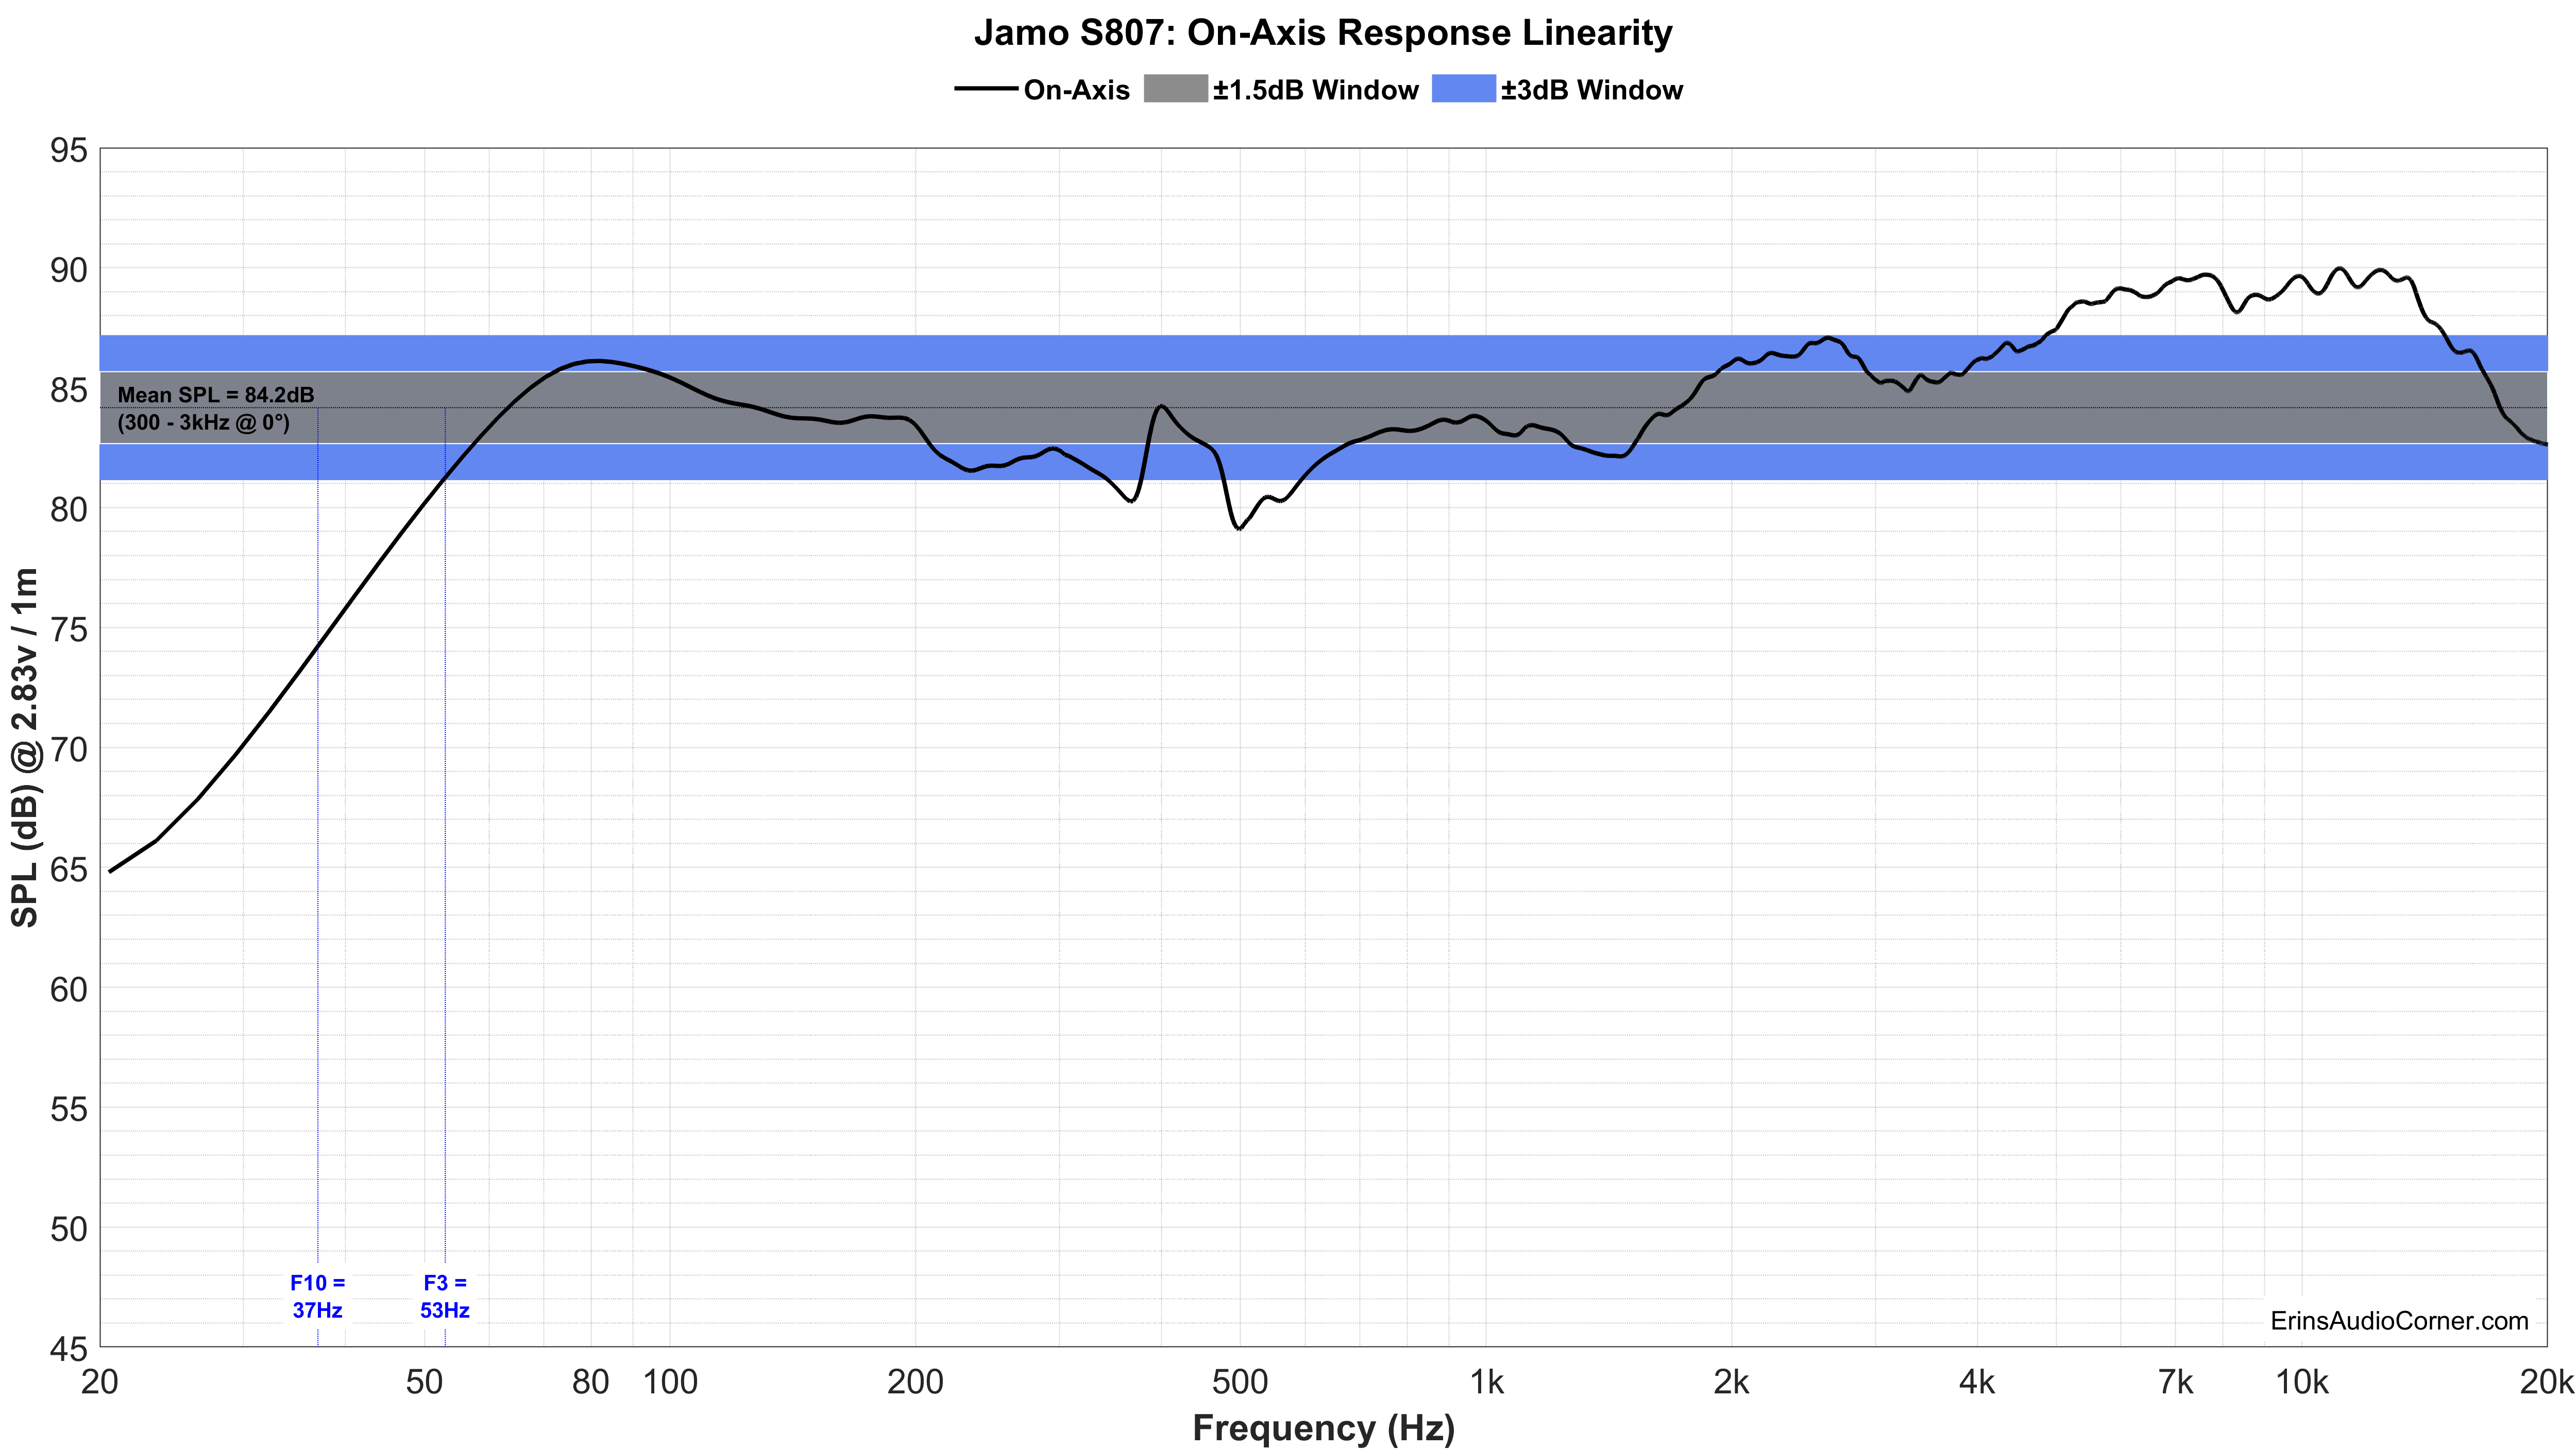 Jamo S807: On-Axis Response Linearity
On-Axis ±1.5dB Window ±3dB Window
SPL (dB) @ 2.83v / 1m
95
90
85
80
75
70
65
60
55
50
45
Mean SPL = 84.2dB
(300 - 3kHz @ 0°)
F10 =
37Hz
F3 =
53Hz
ErinsAudioCorner.com
20 50 80 100 200 500 1k 2k 4k 7k 10k 20k
Frequency (Hz)